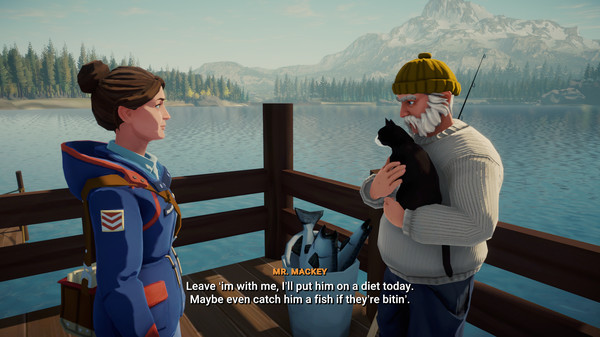 MR. MACKEY
Leave 'im with me, I'll put him on a diet today.
Maybe even catch him a fish if they're bitin'.